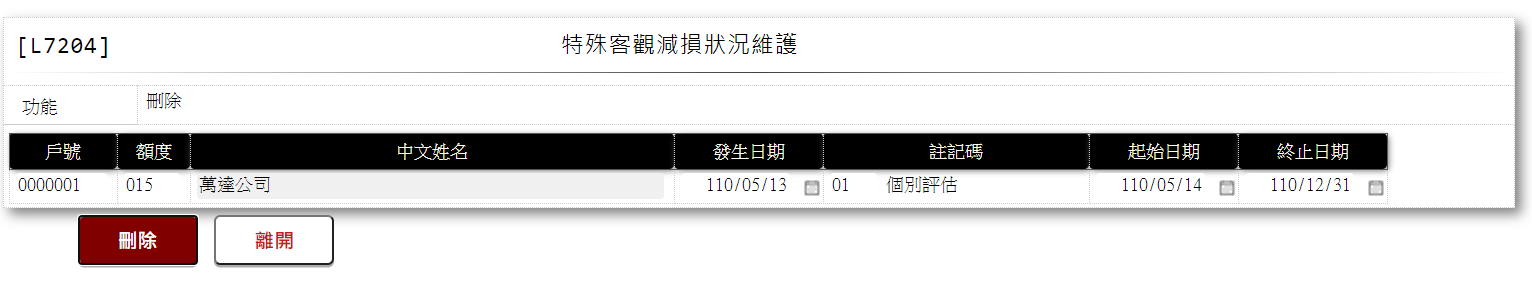 [L7204] 特殊客觀減損狀況維護
功能 刪除
戶號 額度 中文姓名 發生日期 註記碼 起始日期 終止日期
0000001 015 萬達公司 110/05/13 01 個別評估 110/05/14 110/12/31
刪除 離開